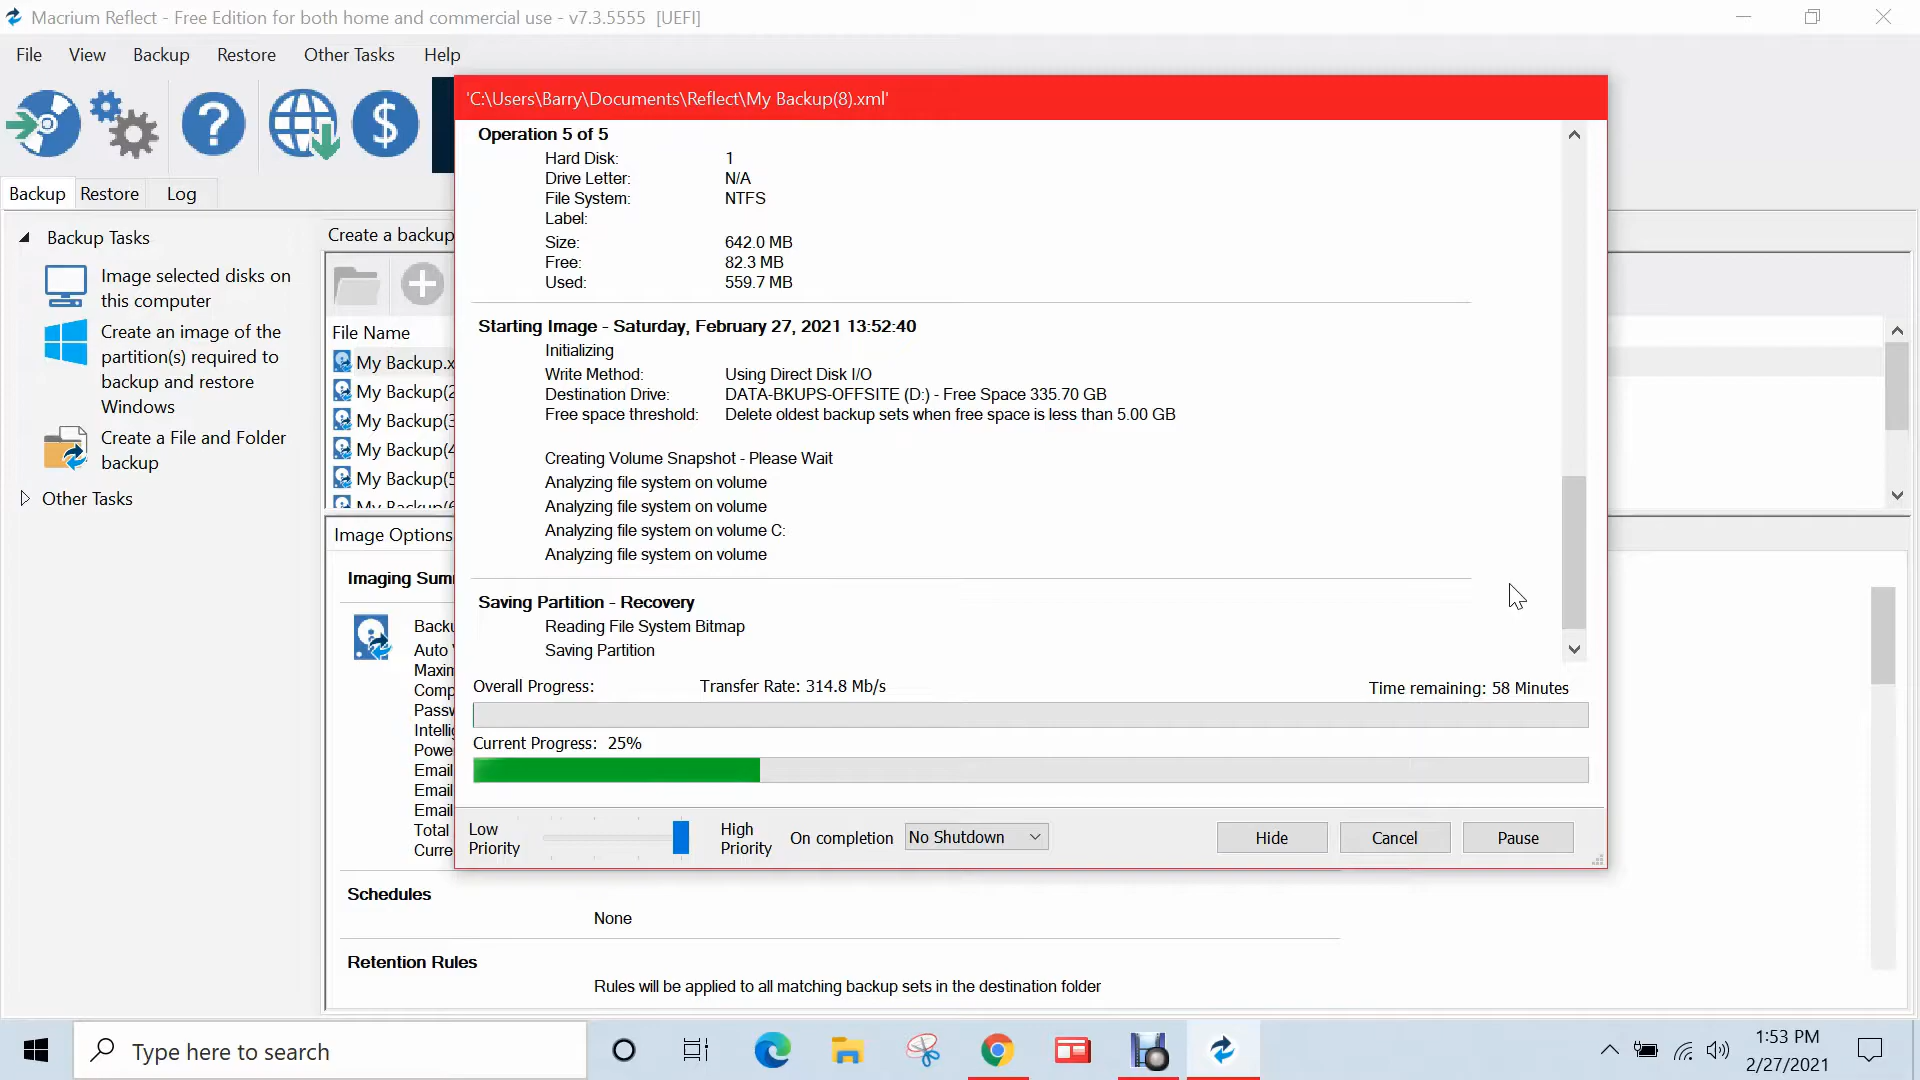 Macrium Reflect - Free Edition for both home and commercial use - v7.3.5555 [UEFI]
File View Backup Restore Other Tasks Help
Backup Restore Log
Backup Tasks
Image selected disks on
this computer
Create an image of the
partition(s) required to
backup and restore
Windows
Create a File and Folder
backup
Other Tasks
Create a backup
File Name
My Backup.x
My Backup(2
My Backup(3
My Backup(4
My Backup(5
Image Options
Imaging Sum
Backu
Auto V
Maxim
Comp
Passw
Intellig
Powe
Email
Email
Email
Total
Curre
'C:\Users\Barry\Documents\Reflect\My Backup(8).xml'
Operation 5 of 5
Hard Disk: 1
Drive Letter: N/A
File System: NTFS
Label:
Size: 642.0 MB
Free: 82.3 MB
Used: 559.7 MB
Starting Image - Saturday, February 27, 2021 13:52:40
Initializing
Write Method: Using Direct Disk I/O
Destination Drive: DATA-BKUPS-OFFSITE (D:) - Free Space 335.70 GB
Free space threshold: Delete oldest backup sets when free space is less than 5.00 GB
Creating Volume Snapshot - Please Wait
Analyzing file system on volume
Analyzing file system on volume
Analyzing file system on volume C:
Analyzing file system on volume
Saving Partition - Recovery
Reading File System Bitmap
Saving Partition
Overall Progress: Transfer Rate: 314.8 Mb/s Time remaining: 58 Minutes
Current Progress: 25%
Low
Priority
High
Priority
On completion No Shutdown Hide Cancel Pause
Schedules
None
Retention Rules
Rules will be applied to all matching backup sets in the destination folder
Type here to search
1:53 PM
2/27/2021